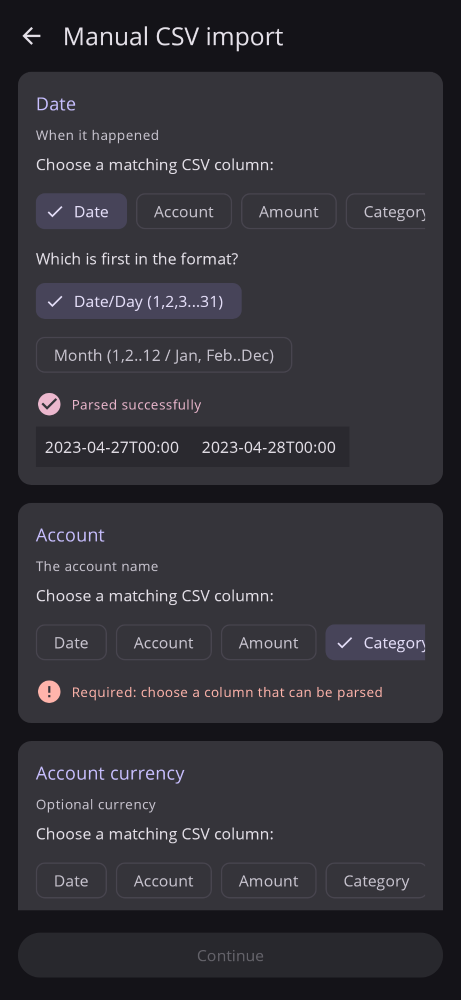 Manual CSV import
Date
When it happened
Choose a matching CSV column:
Date Account Amount Category
Which is first in the format?
Date/Day (1,2,3...31)
Month (1,2..12 / Jan, Feb..Dec)
Parsed successfully
2023-04-27T00:00 2023-04-28T00:00
Account
The account name
Choose a matching CSV column:
Date Account Amount Category
Required: choose a column that can be parsed
Account currency
Optional currency
Choose a matching CSV column:
Date Account Amount Category
Continue